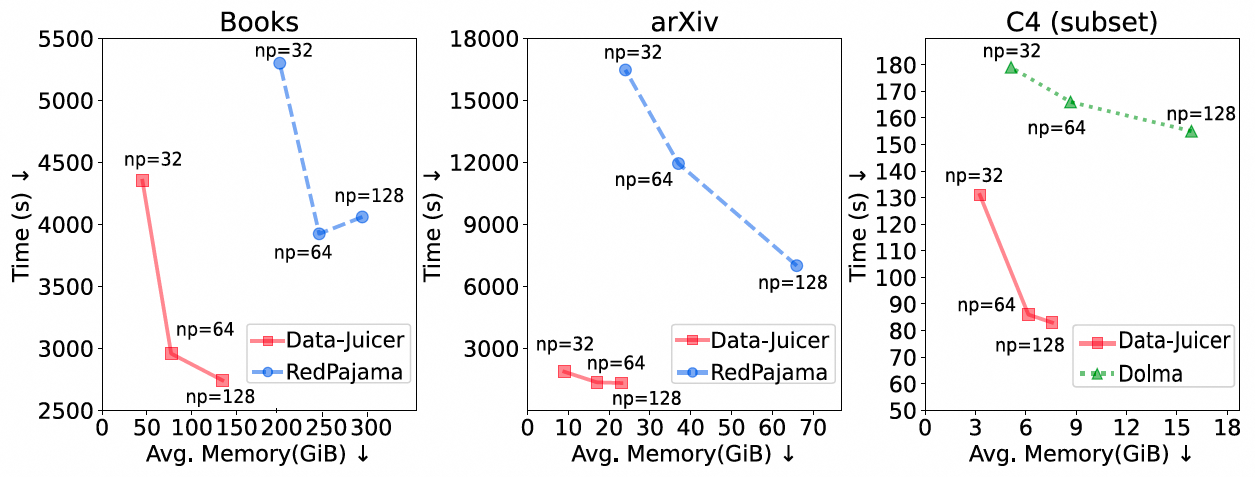 Books
5500
5000
4500
4000
3500
3000
2500
Time (s) ↓
0
50
100
150
200
250
300
Avg. Memory(GiB) ↓
np=32
np=64
np=128
np=32
np=64
np=128
Data-Juicer
RedPajama
arXiv
18000
15000
12000
9000
6000
3000
Time (s) ↓
0
10
20
30
40
50
60
70
Avg. Memory(GiB) ↓
np=32
np=64
np=128
np=32
np=64
np=128
Data-Juicer
RedPajama
C4 (subset)
180
170
160
150
140
130
120
110
100
90
80
70
60
50
Time (s) ↓
0
3
6
9
12
15
18
Avg. Memory(GiB) ↓
np=32
np=64
np=128
np=32
np=64
np=128
Data-Juicer
Dolma